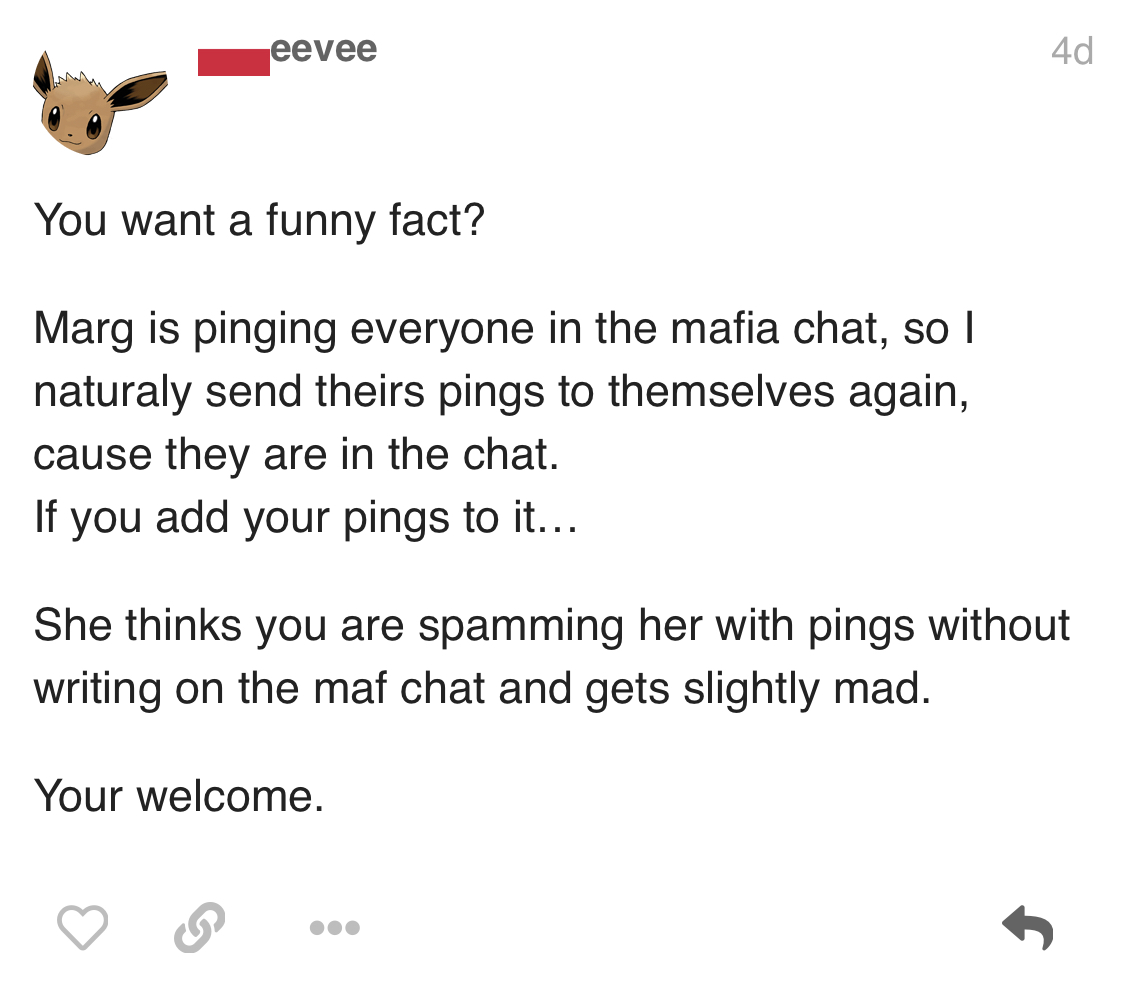 eevee
4d
You want a funny fact?
Marg is pinging everyone in the mafia chat, so I
naturaly send theirs pings to themselves again,
cause they are in the chat.
If you add your pings to it…
She thinks you are spamming her with pings without
writing on the maf chat and gets slightly mad.
Your welcome.